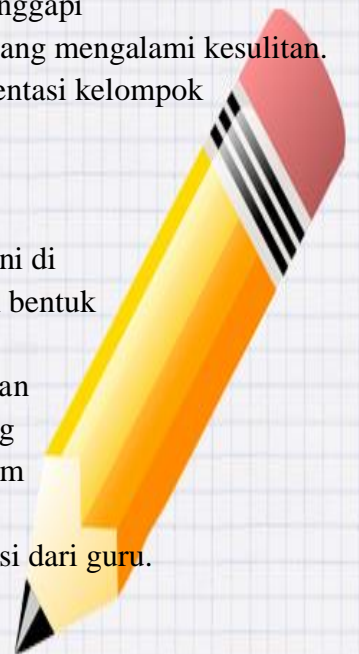 nggapi
ang mengalami kesulitan.
entasi kelompok
ni di
bentuk
an
g
m
si dari guru.